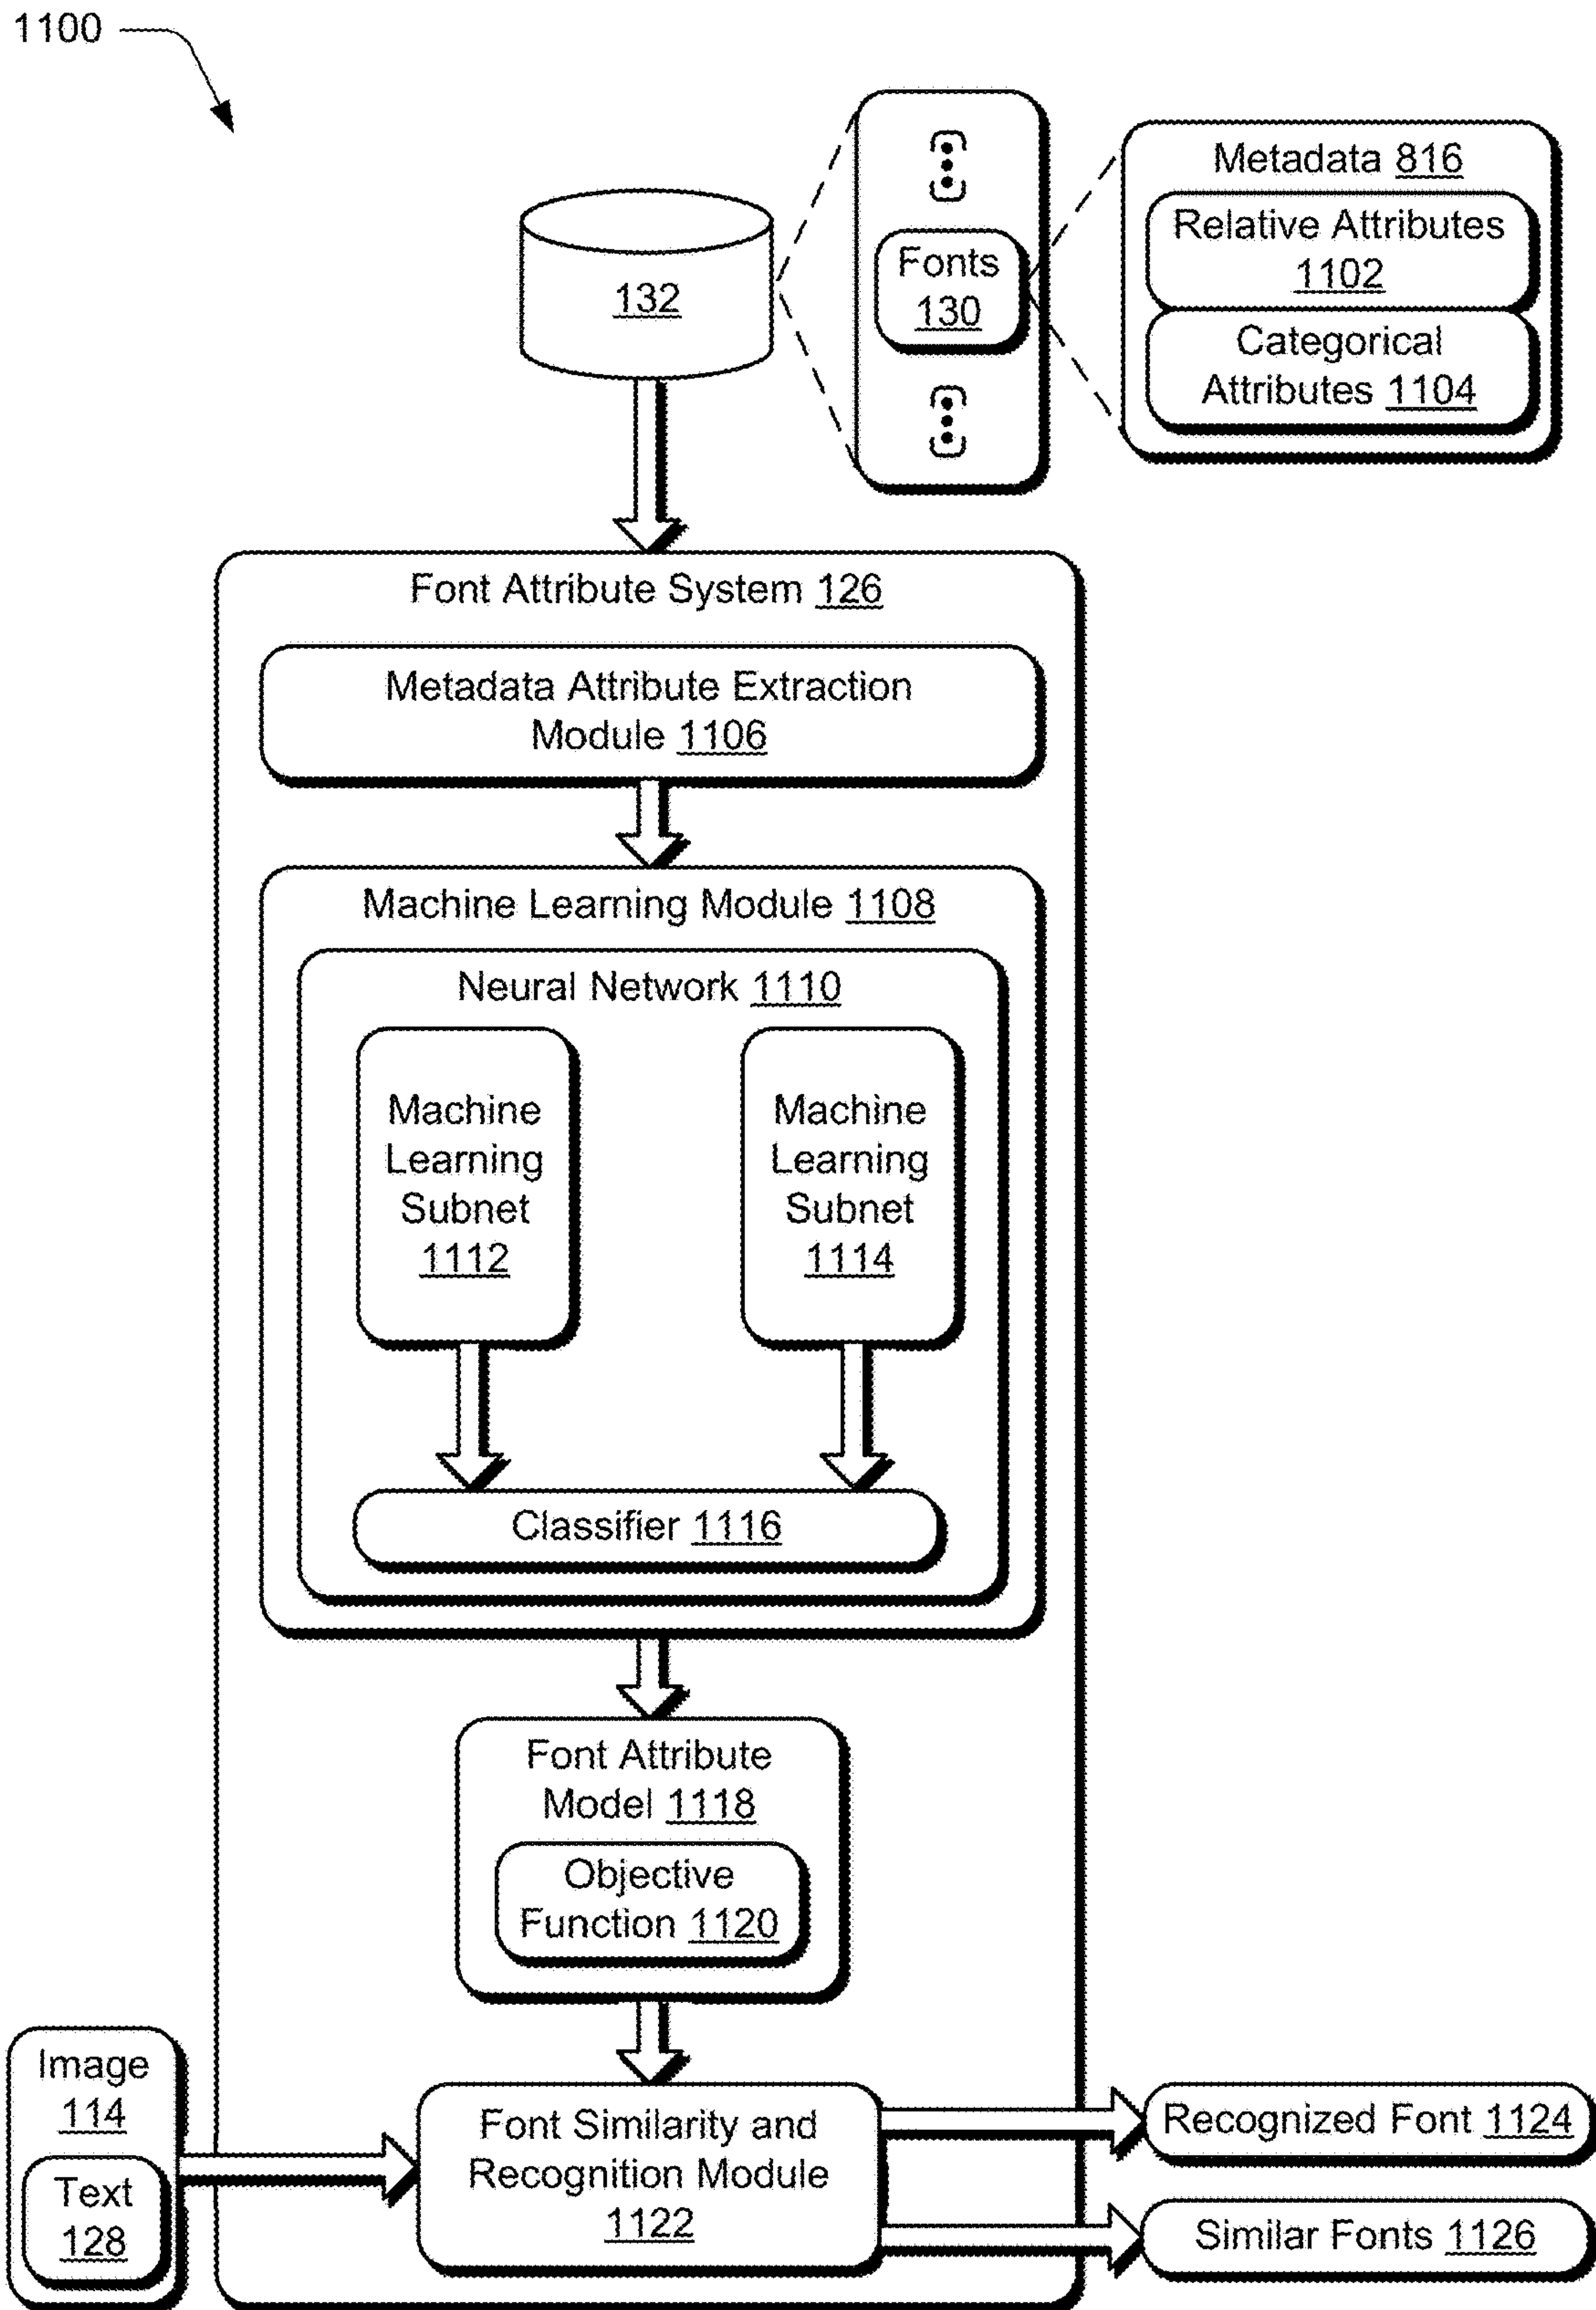 1100
132
Fonts
130
Metadata 816
Relative Attributes
1102
Categorical
Attributes 1104
Font Attribute System 126
Metadata Attribute Extraction
Module 1106
Machine Learning Module 1108
Neural Network 1110
Machine
Learning
Subnet
1112
Machine
Learning
Subnet
1114
Classifier 1116
Font Attribute
Model 1118
Objective
Function 1120
Image
114
Text
128
Font Similarity and
Recognition Module
1122
Recognized Font 1124
Similar Fonts 1126